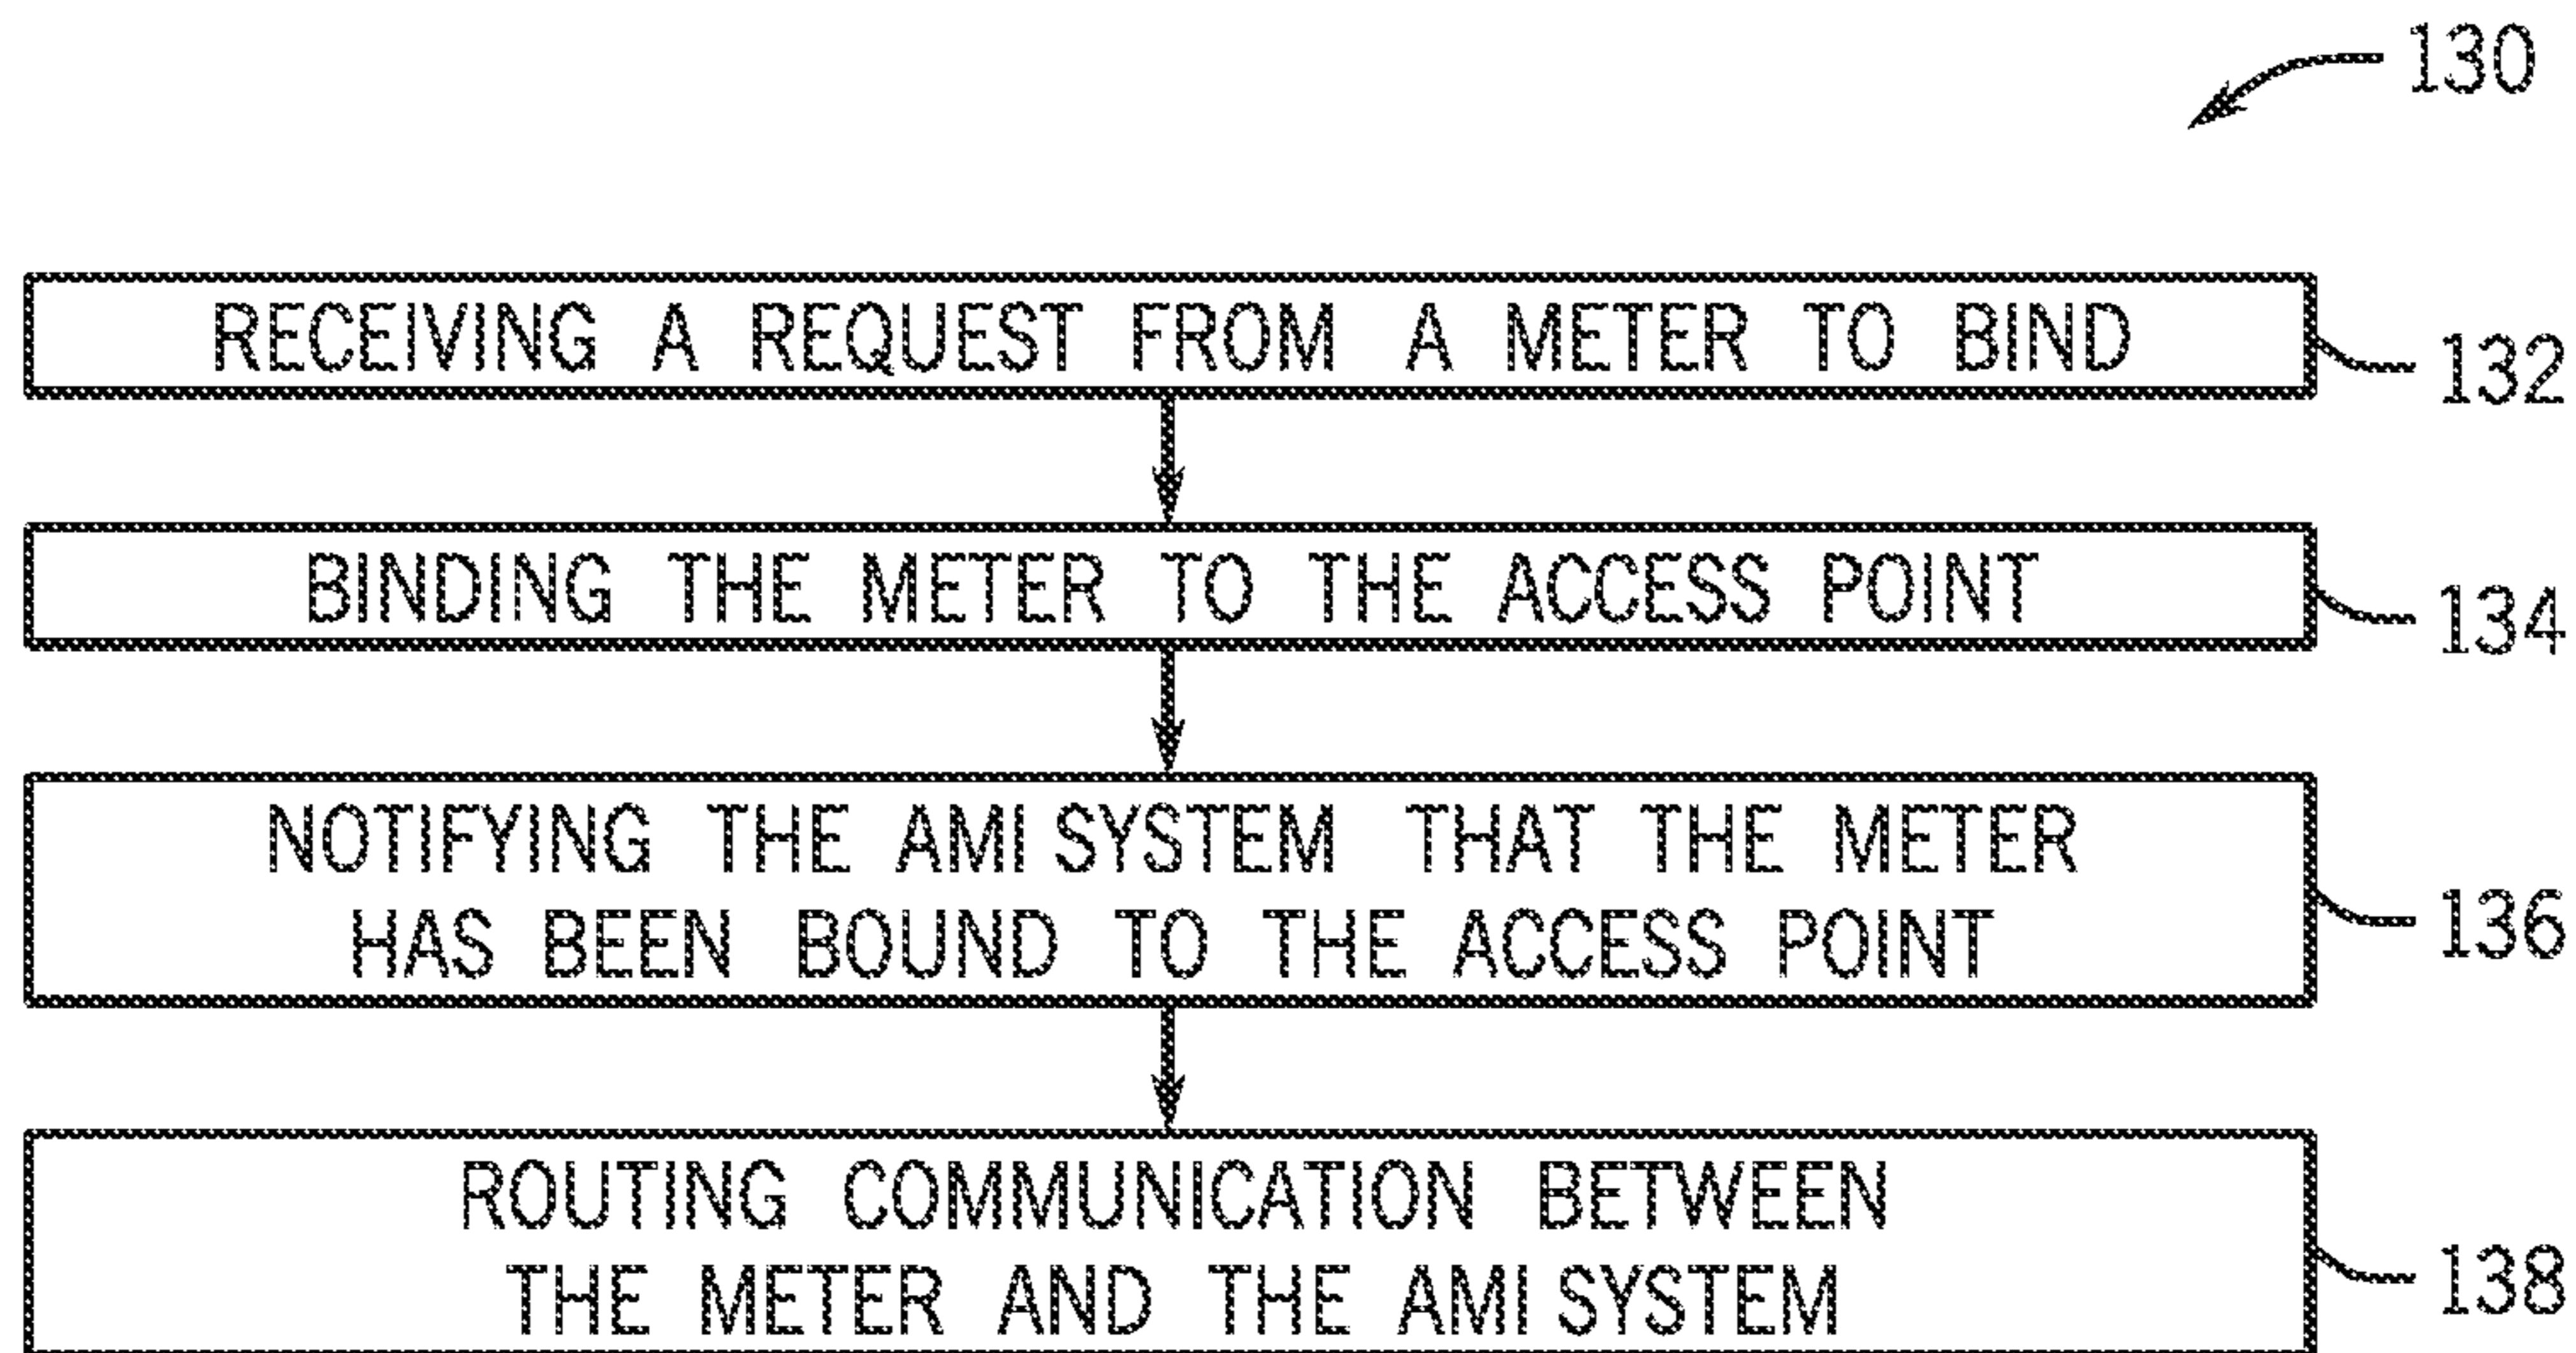 130
RECEIVING A REQUEST FROM A METER TO BIND
132
BINDING THE METER TO THE ACCESS POINT
134
NOTIFYING THE AMI SYSTEM THAT THE METER
HAS BEEN BOUND TO THE ACCESS POINT
136
ROUTING COMMUNICATION BETWEEN
THE METER AND THE AMI SYSTEM
138